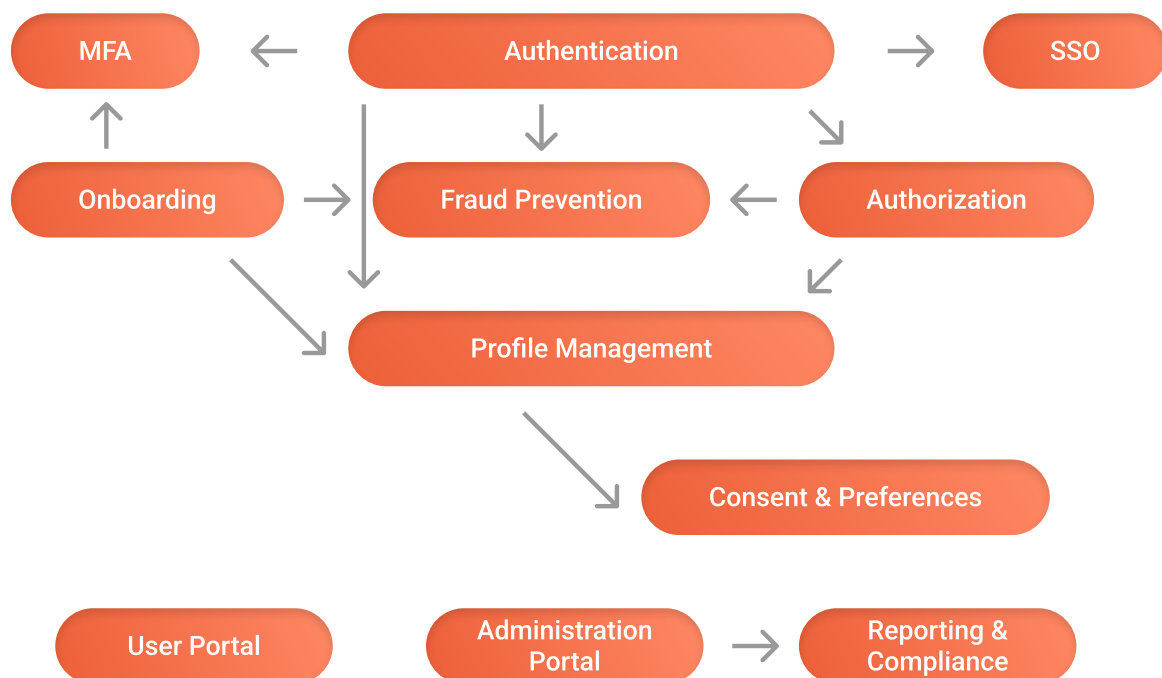 MFA
Authentication
SSO
Onboarding
Fraud Prevention
Authorization
Profile Management
Consent & Preferences
User Portal
Administration
Portal
Reporting &
Compliance